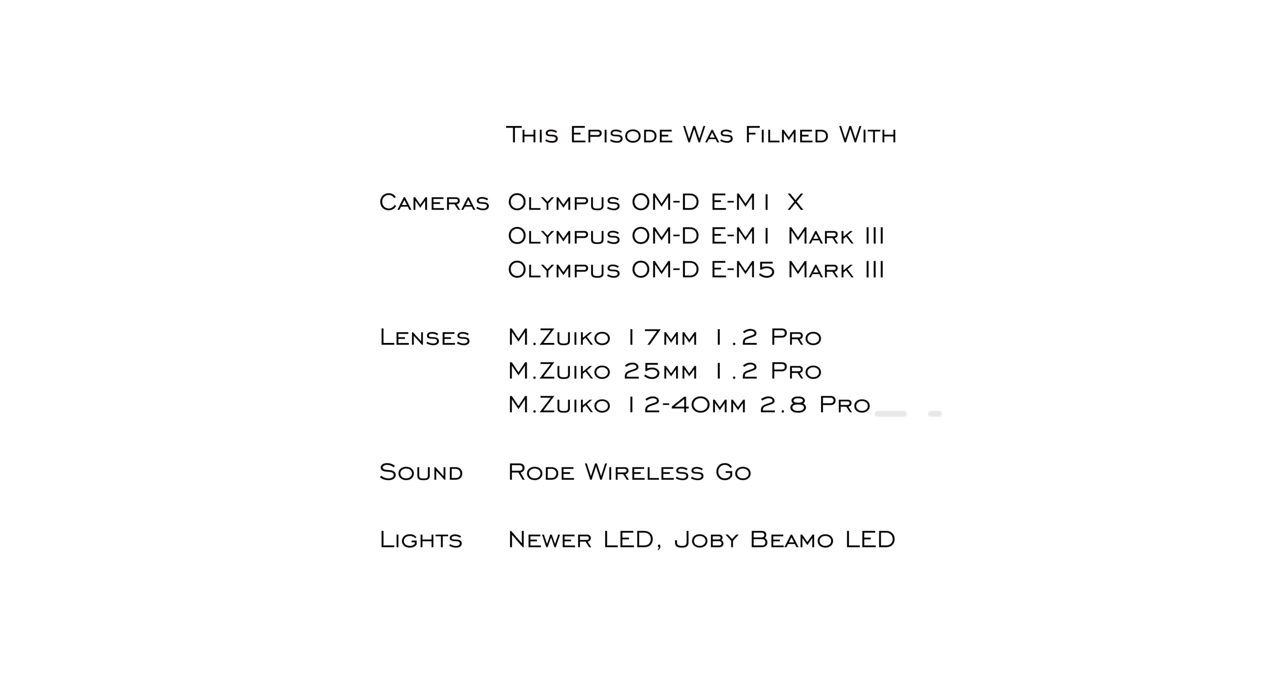 This Episode Was Filmed With
Cameras Olympus OM-D E-M1 X
Olympus OM-D E-M1 Mark III
Olympus OM-D E-M5 Mark III
Lenses M.Zuiko 17mm 1.2 Pro
M.Zuiko 25mm 1.2 Pro
M.Zuiko 12-40mm 2.8 Pro
Sound Rode Wireless Go
Lights Newer LED, Joby Beamo LED